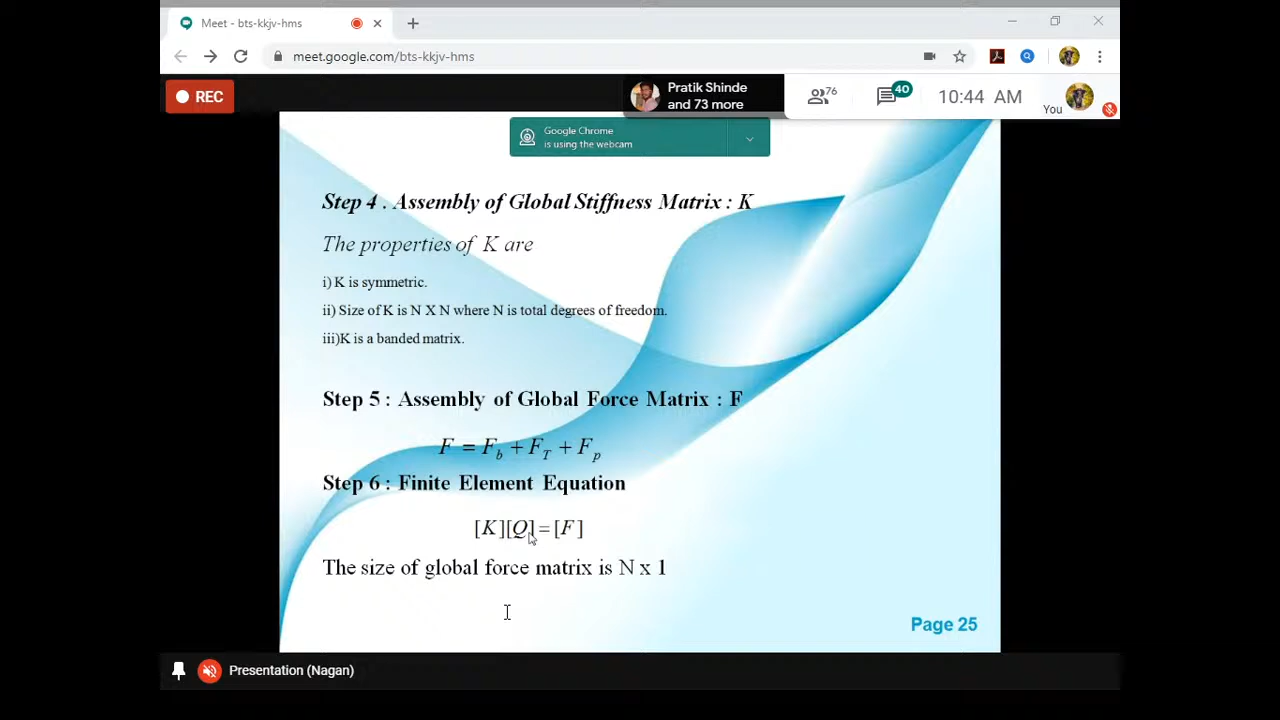 Meet - bts-kkjv-hms
meet.google.com/bts-kkjv-hms
REC
Pratik Shinde
and 73 more
76
40
10:44 AM
You
Google Chrome
is using the webcam
Step 4 . Assembly of Global Stiffness Matrix : K
The properties of K are
i) K is symmetric.
ii) Size of K is N X N where N is total degrees of freedom.
iii)K is a banded matrix.
Step 5 : Assembly of Global Force Matrix : F
F = F_b + F_T + F_p
Step 6 : Finite Element Equation
[K][Q]=[F]
The size of global force matrix is N x 1
Page 25
Presentation (Nagan)